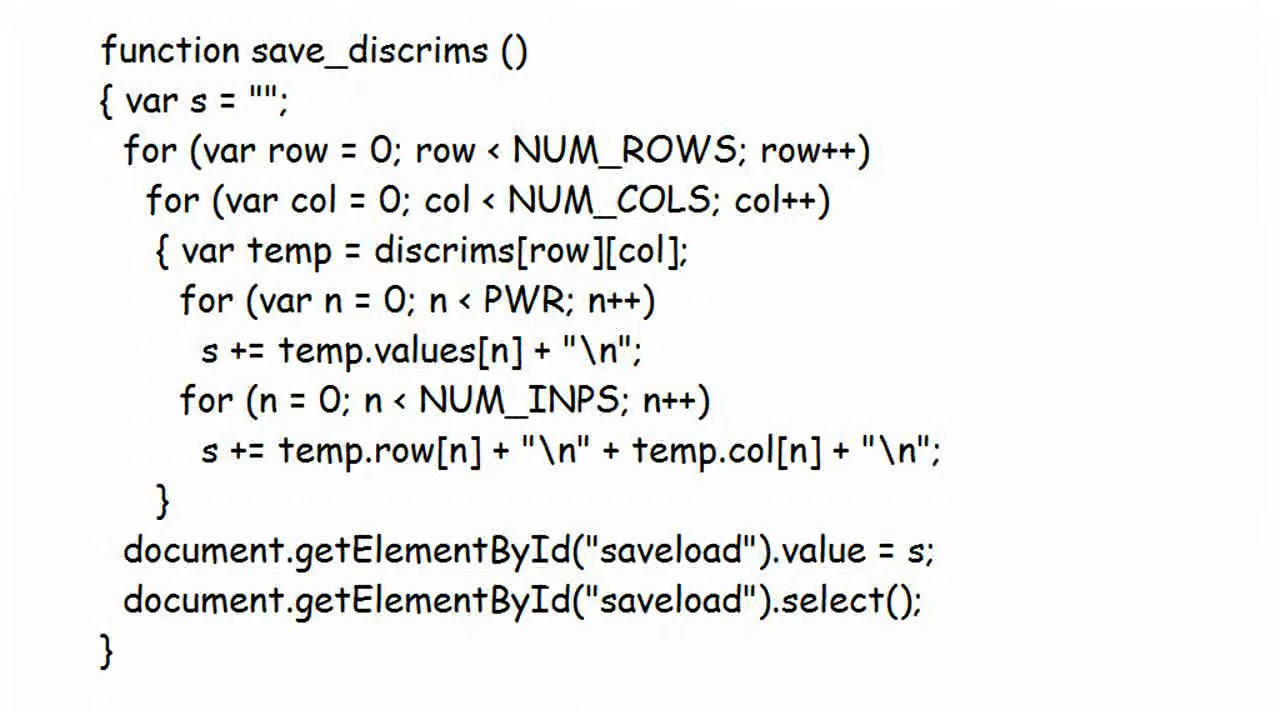 function save_discrims ()
{ var s = "";
for (var row = 0; row < NUM_ROWS; row++)
for (var col = 0; col < NUM_COLS; col++)
{ var temp = discrims[row][col];
for (var n = 0; n < PWR; n++)
s += temp.values[n] + "\n";
for (n = 0; n < NUM_INPS; n++)
s += temp.row[n] + "\n" + temp.col[n] + "\n";
}
document.getElementById("saveload").value = s;
document.getElementById("saveload").select();
}